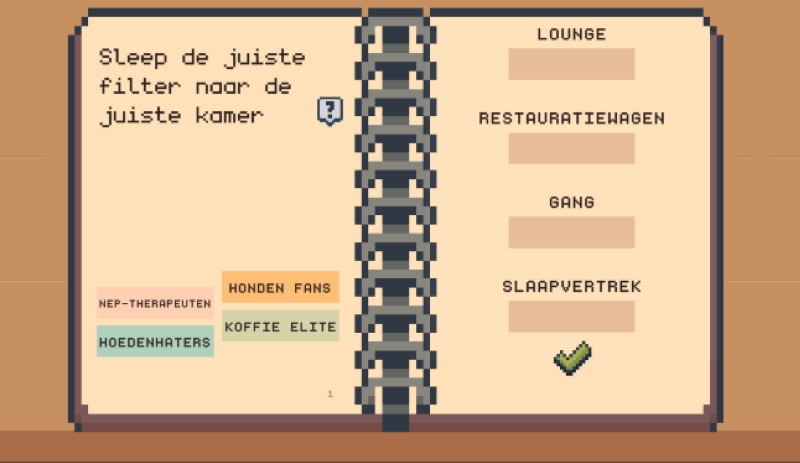 Sleep de juiste
filter naar de
juiste kamer
?
NEP-THERAPEUTEN
HONDEN FANS
HOEDENHATERS
KOFFIE ELITE
1
LOUNGE
RESTAURATIEWAGEN
GANG
SLAAPVERTREK